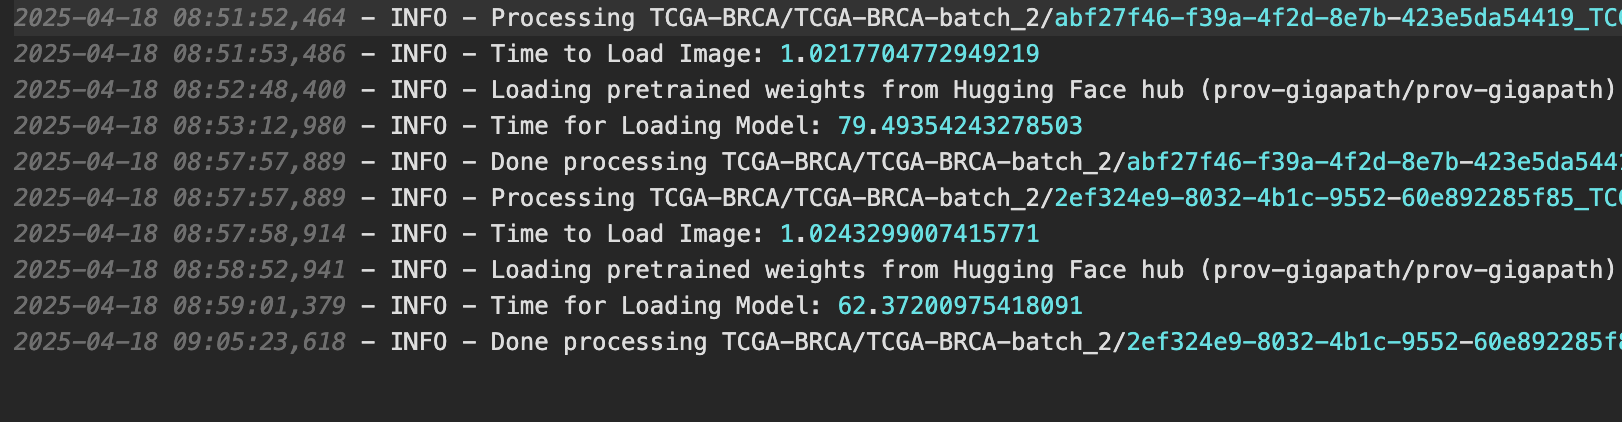 2025-04-18 08:51:52,464 - INFO - Processing TCGA-BRCA/TCGA-BRCA-batch_2/abf27f46-f39a-4f2d-8e7b-423e5da54419_TC
2025-04-18 08:51:53,486 - INFO - Time to Load Image: 1.0217704772949219
2025-04-18 08:52:48,400 - INFO - Loading pretrained weights from Hugging Face hub (prov-gigapath/prov-gigapath)
2025-04-18 08:53:12,980 - INFO - Time for Loading Model: 79.49354243278503
2025-04-18 08:57:57,889 - INFO - Done processing TCGA-BRCA/TCGA-BRCA-batch_2/abf27f46-f39a-4f2d-8e7b-423e5da544
2025-04-18 08:57:57,889 - INFO - Processing TCGA-BRCA/TCGA-BRCA-batch_2/2ef324e9-8032-4b1c-9552-60e892285f85_TC
2025-04-18 08:57:58,914 - INFO - Time to Load Image: 1.0243299007415771
2025-04-18 08:58:52,941 - INFO - Loading pretrained weights from Hugging Face hub (prov-gigapath/prov-gigapath)
2025-04-18 08:59:01,379 - INFO - Time for Loading Model: 62.37200975418091
2025-04-18 09:05:23,618 - INFO - Done processing TCGA-BRCA/TCGA-BRCA-batch_2/2ef324e9-8032-4b1c-9552-60e892285f